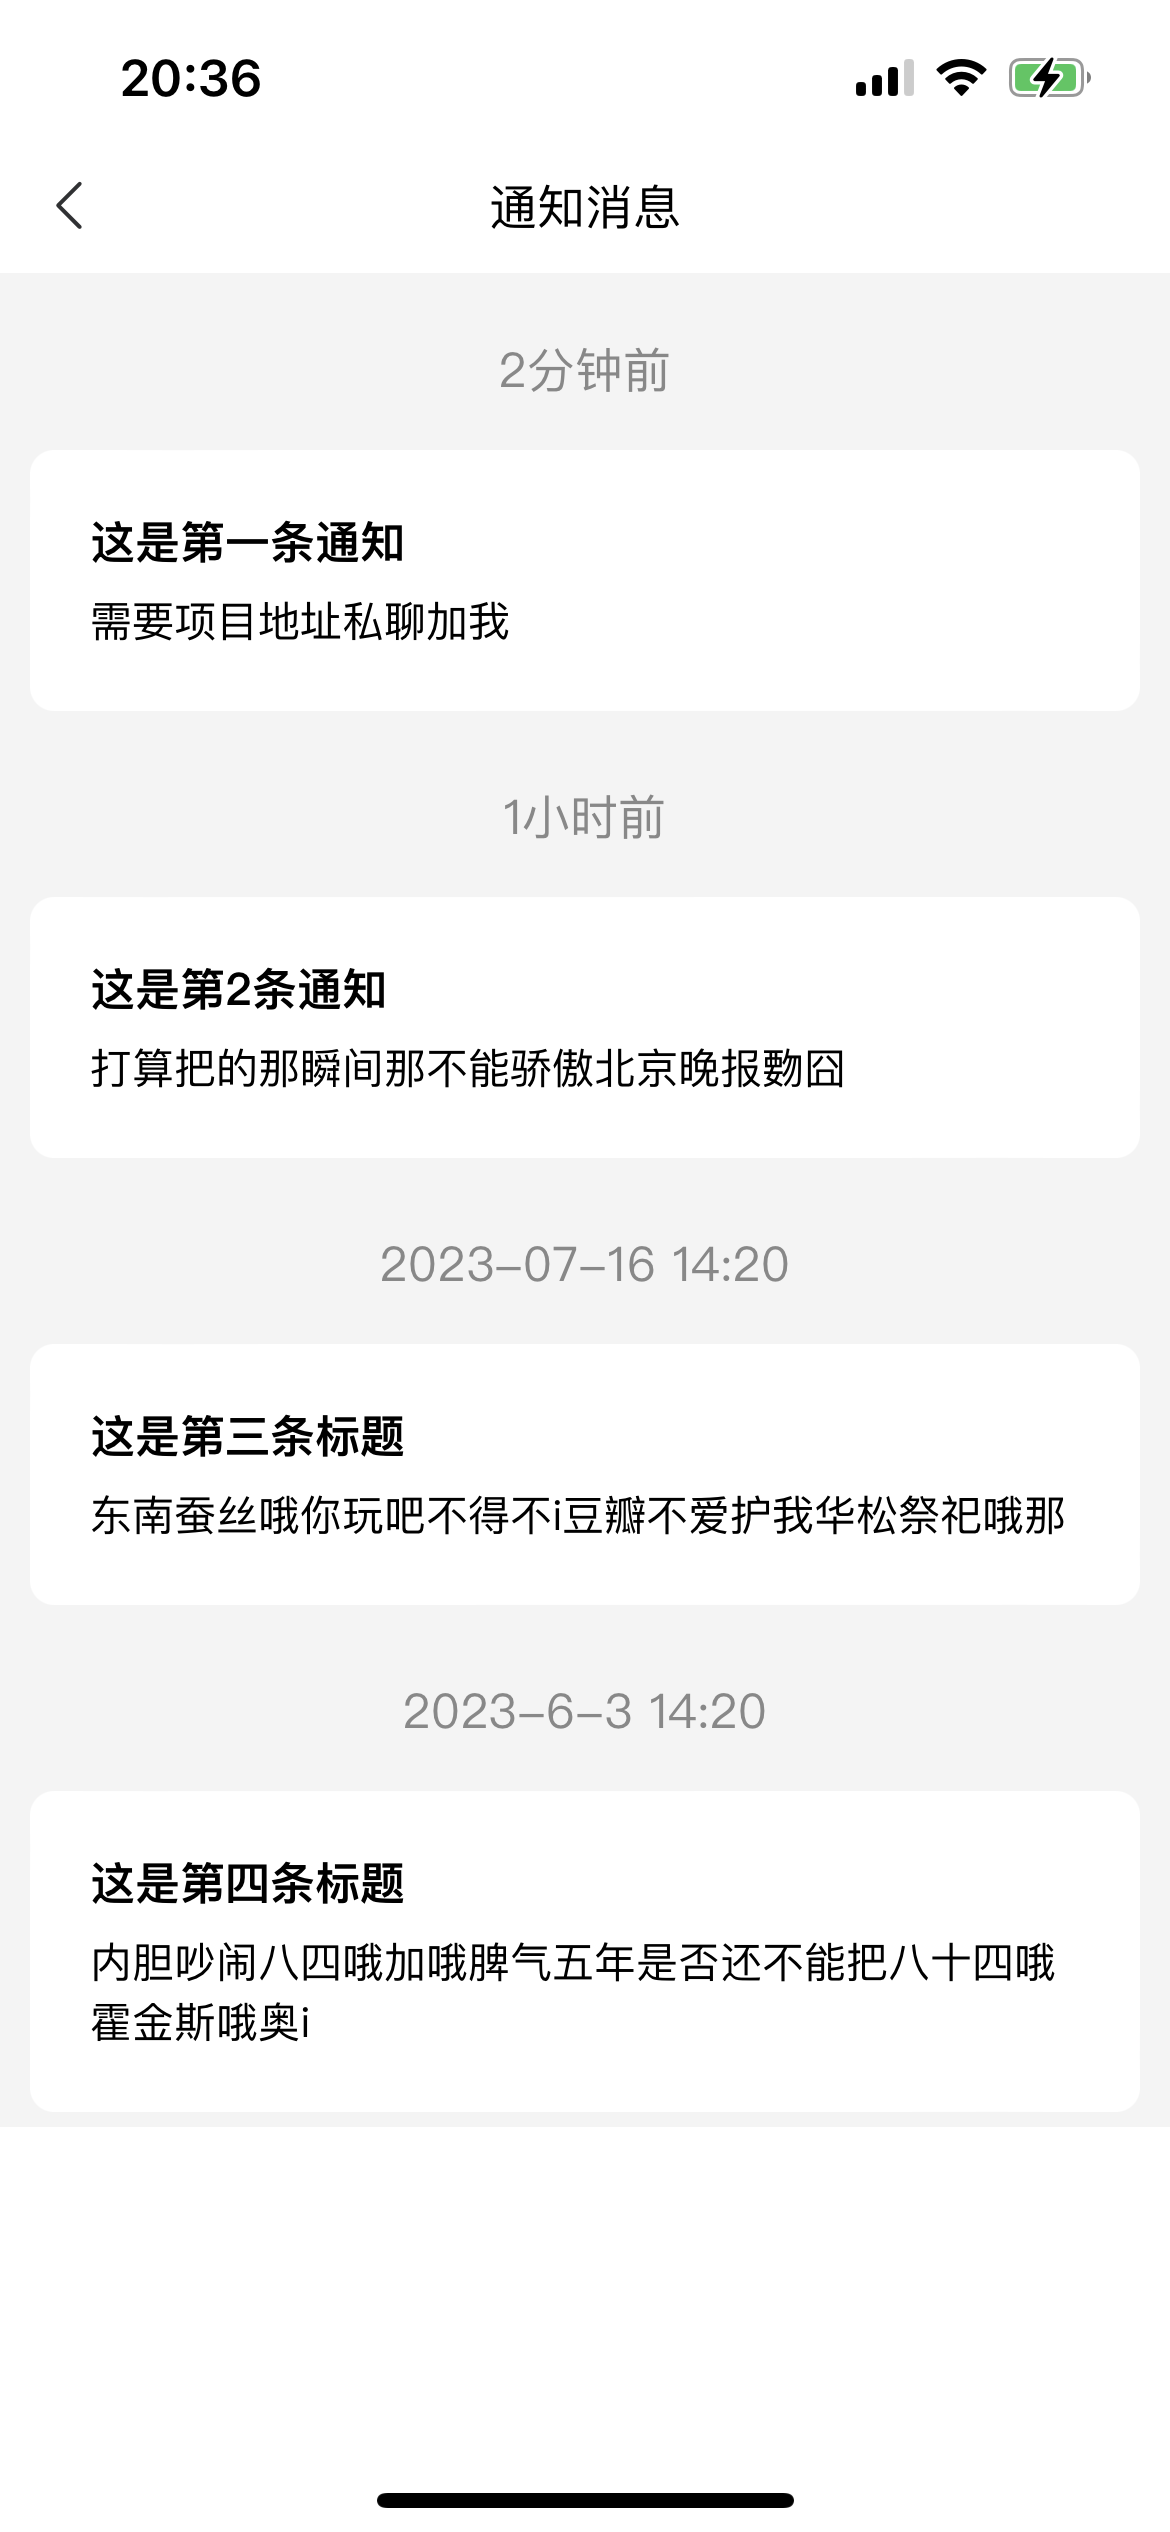 20:36
通知消息
2分钟前
这是第一条通知
需要项目地址私聊加我
1小时前
这是第2条通知
打算把的那瞬间那不能骄傲北京晚报覅囧
2023-07-16 14:20
这是第三条标题
东南蚕丝哦你玩吧不得不i豆瓣不爱护我华松祭祀哦那
2023-6-3 14:20
这是第四条标题
内胆吵闹八四哦加哦脾气五年是否还不能把八十四哦
霍金斯哦奥i